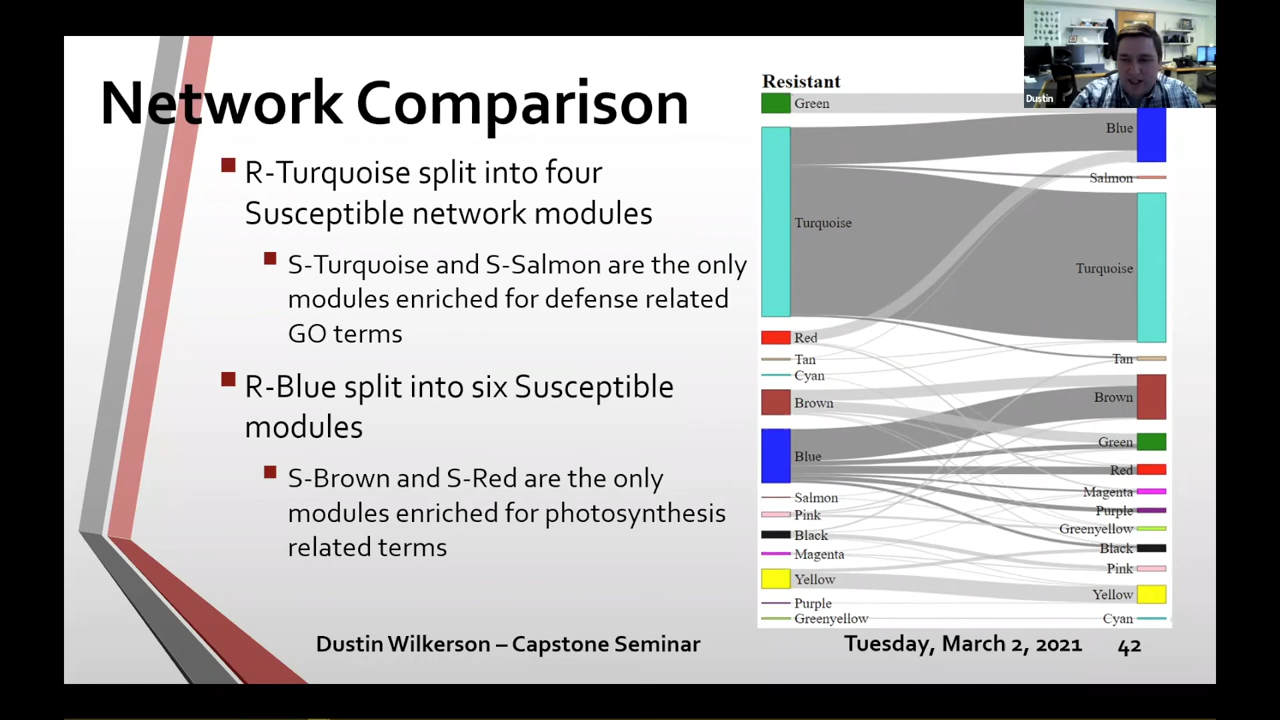 Network Comparison
R-Turquoise split into four
Susceptible network modules
S-Turquoise and S-Salmon are the only
modules enriched for defense related
GO terms
R-Blue split into six Susceptible
modules
S-Brown and S-Red are the only
modules enriched for photosynthesis
related terms
Resistant
Green
Turquoise
Red
Tan
Cyan
Brown
Blue
Salmon
Pink
Black
Magenta
Yellow
Purple
Greenyellow
Blue
Salmon
Turquoise
Tan
Brown
Green
Red
Magenta
Purple
Greenyellow
Black
Pink
Yellow
Cyan
Dustin
Dustin Wilkerson – Capstone Seminar
Tuesday, March 2, 2021
42